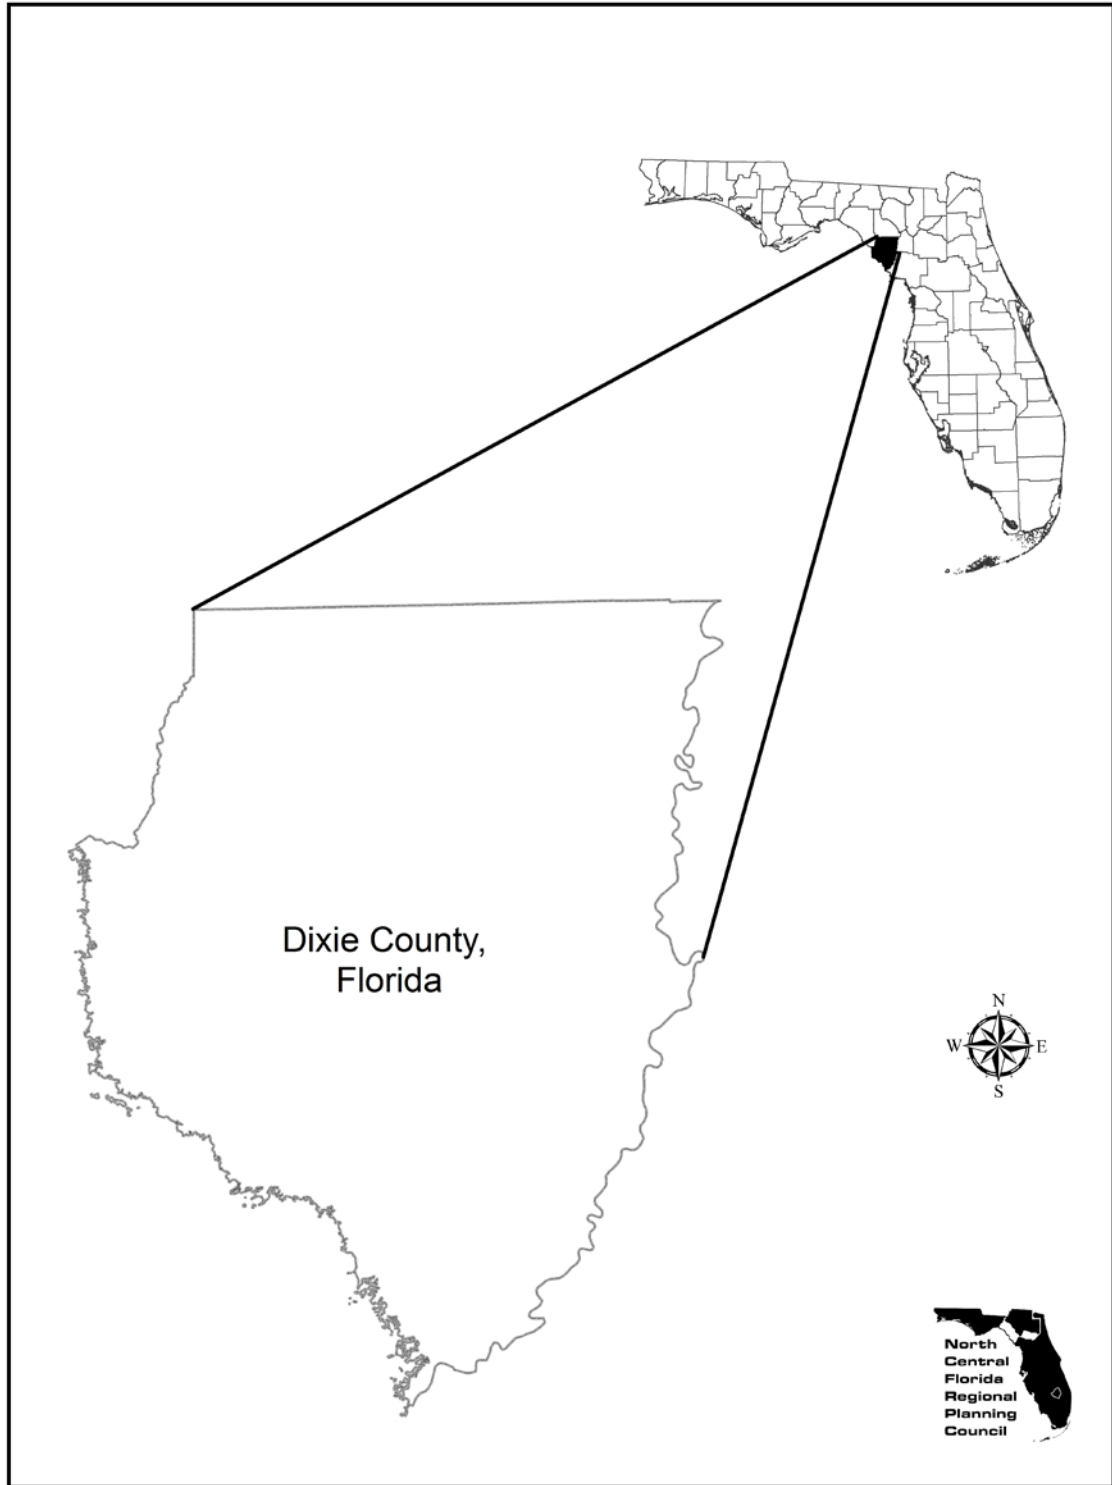 Dixie County,
Florida
N
W E
S
North
Central
Florida
Regional
Planning
Council